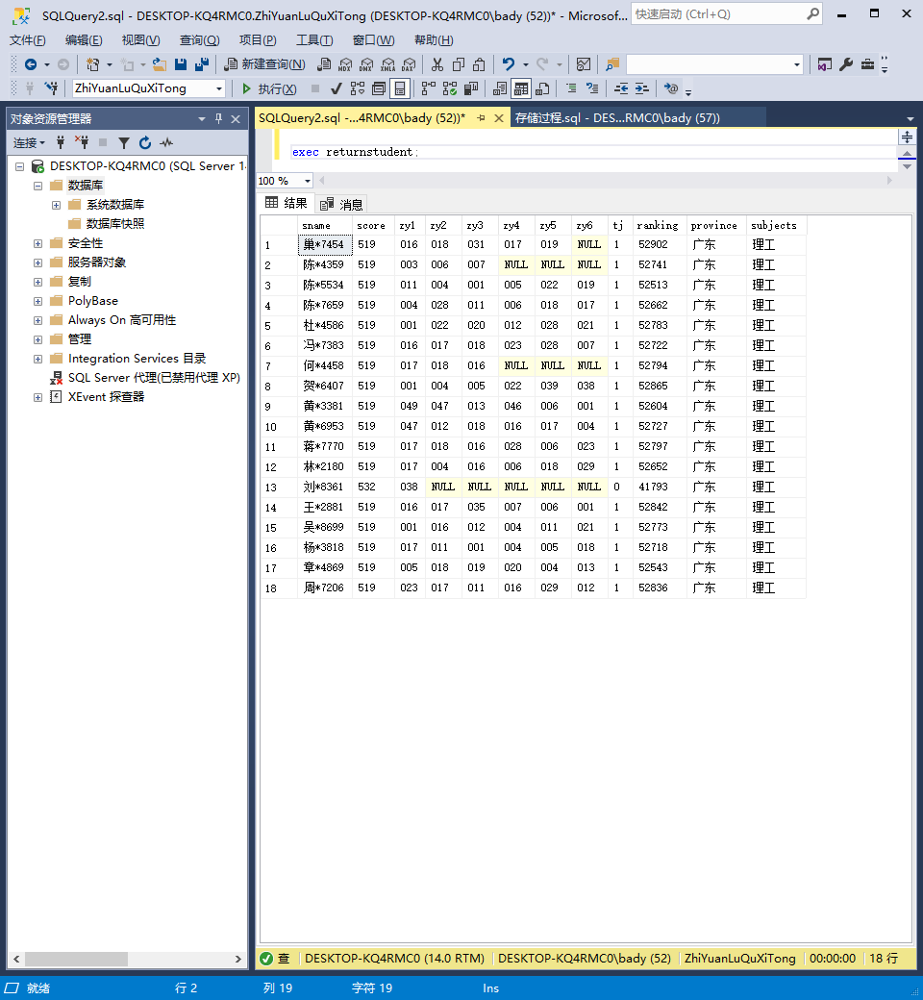 SQLQuery2.sql - DESKTOP-KQ4RMC0.ZhiYuanLuQuXiTong (DESKTOP-KQ4RMC0\bady (52))* - Microsof...
快速启动 (Ctrl+Q)
文件(F) 编辑(E) 视图(V) 查询(Q) 项目(P) 工具(T) 窗口(W) 帮助(H)
新建查询(N) MDX DMX XMLA DAX
ZhiYuanLuQuXiTong 执行(X)
对象资源管理器
连接
DESKTOP-KQ4RMC0 (SQL Server 1
数据库
系统数据库
数据库快照
安全性
服务器对象
复制
PolyBase
Always On 高可用性
管理
Integration Services 目录
SQL Server 代理(已禁用代理 XP)
XEvent 探查器
SQLQuery2.sql -...4RMC0\bady (52))* 存储过程.sql - DES...RMC0\bady (57))
exec returnstudent;
100 %
结果 消息
sname score zy1 zy2 zy3 zy4 zy5 zy6 tj ranking province subjects
1 巢*7454 519 016 018 031 017 019 NULL 1 52902 广东 理工
2 陈*4359 519 003 006 007 NULL NULL NULL 1 52741 广东 理工
3 陈*5534 519 011 004 001 005 022 019 1 52513 广东 理工
4 陈*7659 519 004 028 011 006 018 017 1 52662 广东 理工
5 杜*4586 519 001 022 020 012 028 021 1 52783 广东 理工
6 冯*7383 519 016 017 018 023 028 007 1 52722 广东 理工
7 何*4458 519 017 018 016 NULL NULL NULL 1 52794 广东 理工
8 贺*6407 519 001 004 005 022 039 038 1 52865 广东 理工
9 黄*3381 519 049 047 013 046 006 001 1 52604 广东 理工
10 黄*6953 519 047 012 018 016 017 004 1 52727 广东 理工
11 蒋*7770 519 017 018 016 028 006 023 1 52797 广东 理工
12 林*2180 519 017 004 016 006 018 029 1 52652 广东 理工
13 刘*8361 532 038 NULL NULL NULL NULL NULL 0 41793 广东 理工
14 王*2881 519 016 017 035 007 006 001 1 52842 广东 理工
15 吴*8699 519 001 016 012 004 011 021 1 52773 广东 理工
16 杨*3818 519 017 011 001 004 005 018 1 52718 广东 理工
17 章*4869 519 005 018 019 020 004 013 1 52543 广东 理工
18 周*7206 519 023 017 011 016 029 012 1 52836 广东 理工
查 DESKTOP-KQ4RMC0 (14.0 RTM) DESKTOP-KQ4RMC0\bady (52) ZhiYuanLuQuXiTong 00:00:00 18 行
就绪 行 2 列 19 字符 19 Ins